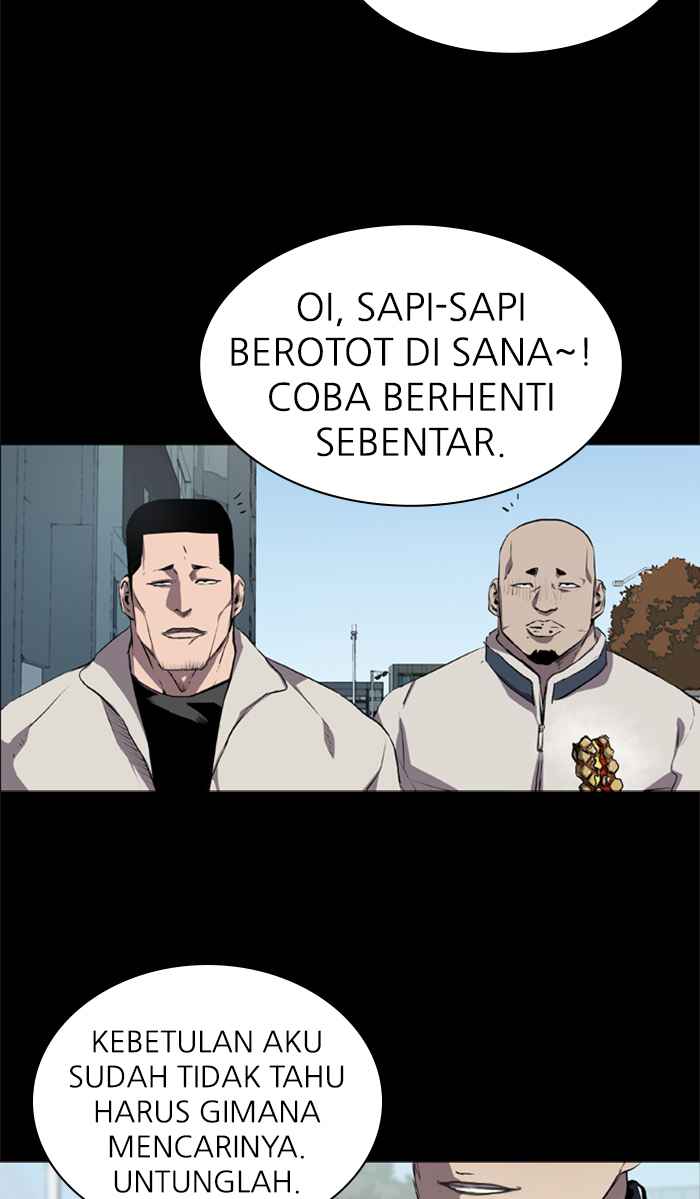 OI, SAPI-SAPI
BEROTOT DI SANA~!
COBA BERHENTI
SEBENTAR.
KEBETULAN AKU
SUDAH TIDAK TAHU
HARUS GIMANA
MENCARINYA.
UNTUNGLAH.